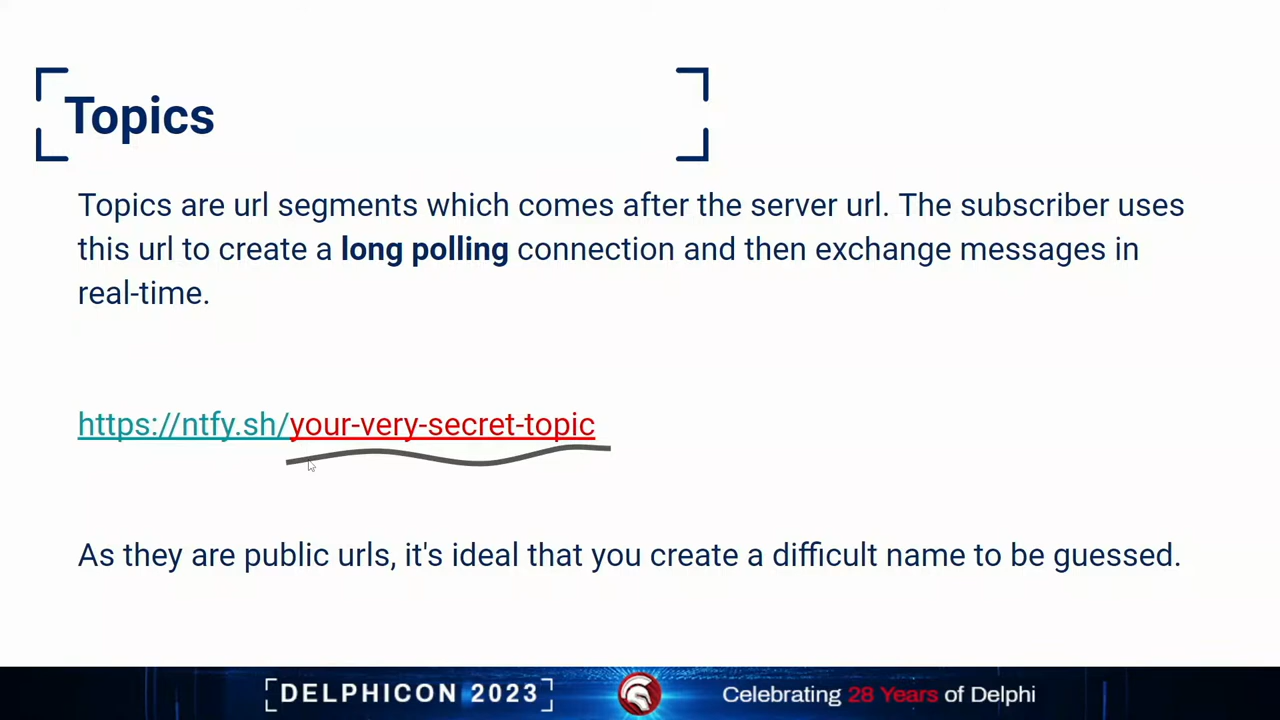 Topics
Topics are url segments which comes after the server url. The subscriber uses
this url to create a long polling connection and then exchange messages in
real-time.
https://ntfy.sh/your-very-secret-topic
As they are public urls, it's ideal that you create a difficult name to be guessed.
DELPHICON 2023
Celebrating 28 Years of Delphi